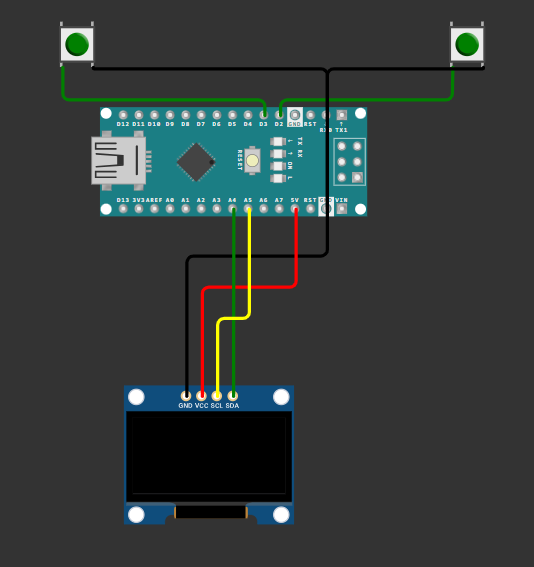 D12 D11 D10 D9 D8 D7 D6 D5 D4 D3 D2 GND RST RX0 TX1
RESET
TX RX ON L
D13 3V3 AREF A0 A1 A2 A3 A4 A5 A6 A7 5V RST GND VIN
GND VCC SCL SDA